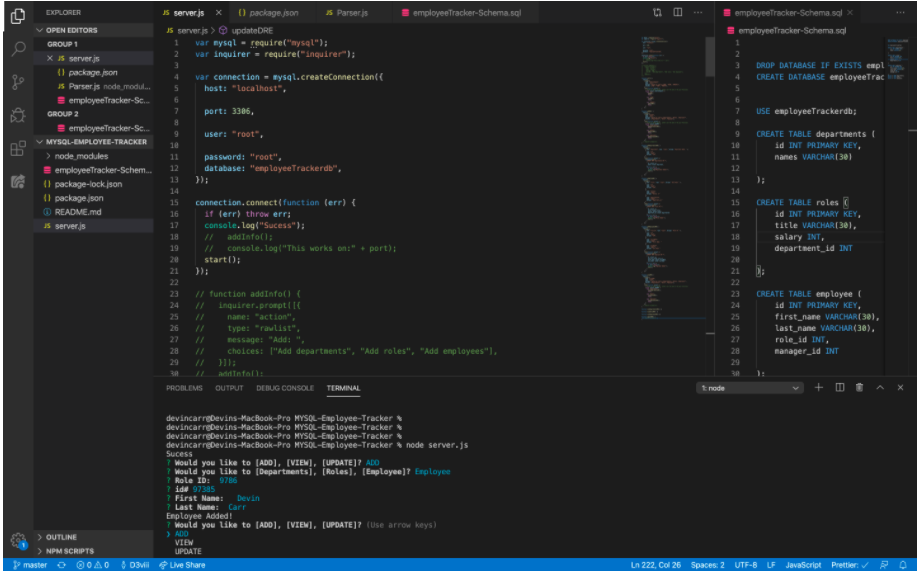 EXPLORER
OPEN EDITORS
GROUP 1
JS server.js
{} package.json
JS Parser.js node_modul...
employeeTracker-Sc...
GROUP 2
employeeTracker-Sc...
MYSQL-EMPLOYEE-TRACKER
node_modules
employeeTracker-Schem...
{} package-lock.json
{} package.json
README.md
JS server.js
OUTLINE
NPM SCRIPTS
JS server.js × {} package.json JS Parser.js employeeTracker-Schema.sql
JS server.js > updateDRE
1 var mysql = require("mysql");
2 var inquirer = require("inquirer");
3
4 var connection = mysql.createConnection({
5 host: "localhost",
6
7 port: 3306,
8
9 user: "root",
10
11 password: "root",
12 database: "employeeTrackerdb",
13 });
14
15 connection.connect(function (err) {
16 if (err) throw err;
17 console.log("Sucess");
18 // addInfo();
19 // console.log("This works on:" + port);
20 start();
21 });
22
23 // function addInfo() {
24 // inquirer.prompt([{
25 // name: "action",
26 // type: "rawlist",
27 // message: "Add: ",
28 // choices: ["Add departments", "Add roles", "Add employees"],
29 // }]);
30 // addInfo();
employeeTracker-Schema.sql ×
employeeTracker-Schema.sql
1
2
3 DROP DATABASE IF EXISTS empl
4 CREATE DATABASE employeeTrac
5
6
7 USE employeeTrackerdb;
8
9 CREATE TABLE departments (
10 id INT PRIMARY KEY,
11 names VARCHAR(30)
12
13 );
14
15 CREATE TABLE roles (
16 id INT PRIMARY KEY,
17 title VARCHAR(30),
18 salary INT,
19 department_id INT
20
21 );
22
23 CREATE TABLE employee (
24 id INT PRIMARY KEY,
25 first_name VARCHAR(30),
26 last_name VARCHAR(30),
27 role_id INT,
28 manager_id INT
29
30 );
PROBLEMS OUTPUT DEBUG CONSOLE TERMINAL 1: node
devincarr@Devins-MacBook-Pro MYSQL-Employee-Tracker %
devincarr@Devins-MacBook-Pro MYSQL-Employee-Tracker %
devincarr@Devins-MacBook-Pro MYSQL-Employee-Tracker %
devincarr@Devins-MacBook-Pro MYSQL-Employee-Tracker % node server.js
Sucess
? Would you like to [ADD], [VIEW], [UPDATE]? ADD
? Would you like to [Departments], [Roles], [Employee]? Employee
? Role ID: 9786
? id# 97385
? First Name: Devin
? Last Name: Carr
Employee Added!
? Would you like to [ADD], [VIEW], [UPDATE]? (Use arrow keys)
❯ ADD
VIEW
UPDATE
master 0 0 D3viii Live Share Ln 222, Col 26 Spaces: 2 UTF-8 LF JavaScript Prettier: ✓